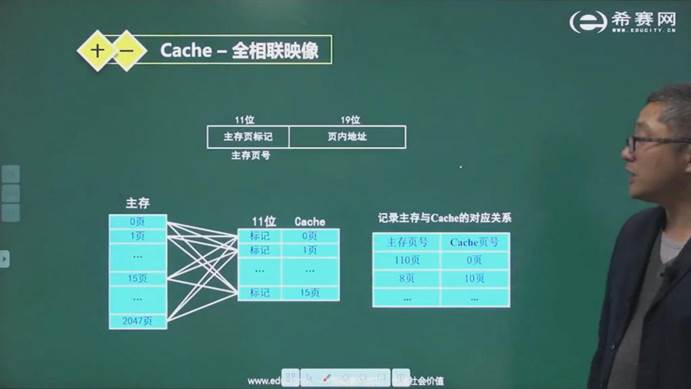 希赛网
WWW.EDUCITY.CN
Cache – 全相联映像
11位 19位
主存页标记 页内地址
主存页号
主存
0页
1页
...
15页
...
2047页
11位 Cache
标记 0页
标记 1页
... ...
标记 15页
记录主存与Cache的对应关系
主存页号 Cache页号
110页 0页
8页 10页
... ...
www.edu
社会价值